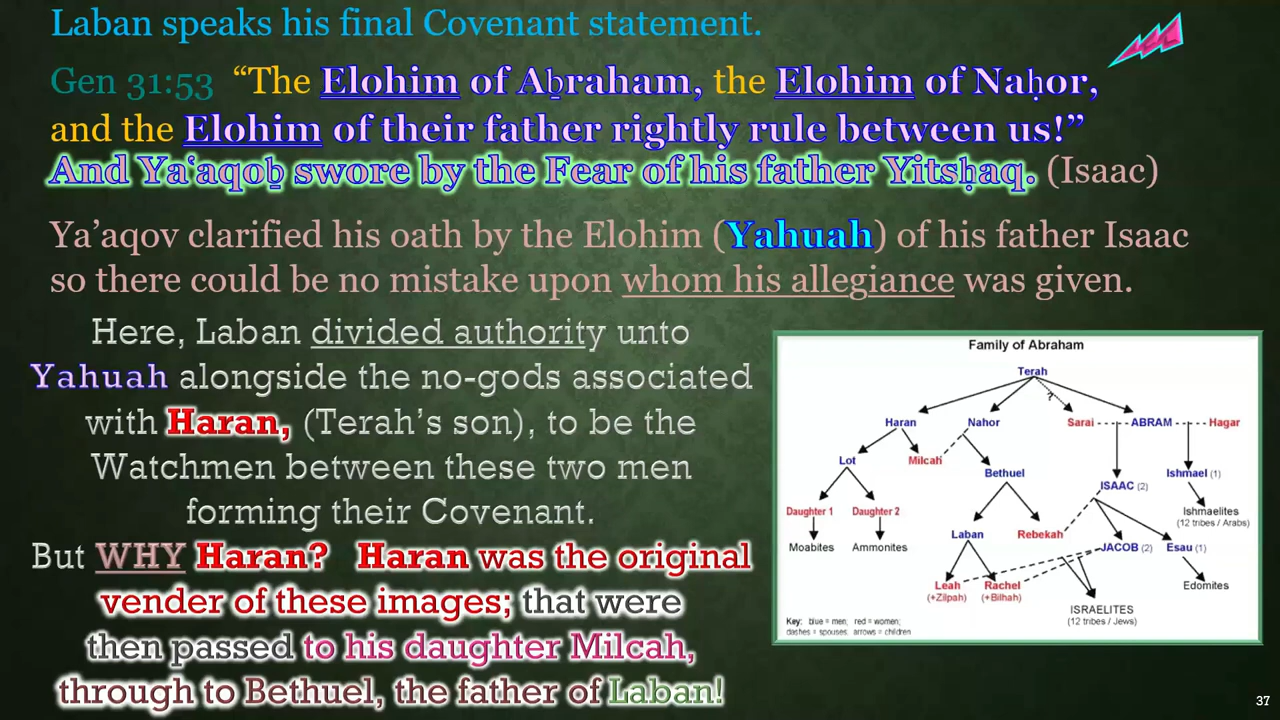 Laban speaks his final Covenant statement.
Gen 31:53 “The Elohim of Aḇraham, the Elohim of Naḥor,
and the Elohim of their father rightly rule between us!”
And Yaʽaqoḇ swore by the Fear of his father Yitsḥaq. (Isaac)
Ya’aqov clarified his oath by the Elohim (Yahuah) of his father Isaac
so there could be no mistake upon whom his allegiance was given.
Here, Laban divided authority unto
Yahuah alongside the no-gods associated
with Haran, (Terah’s son), to be the
Watchmen between these two men
forming their Covenant.
But WHY Haran? Haran was the original
vender of these images; that were
then passed to his daughter Milcah,
through to Bethuel, the father of Laban!
Family of Abraham
Terah
?
Haran Nahor Sarai ABRAM Hagar
Lot Milcah Bethuel ISAAC (2) Ishmael (1)
Daughter 1 Daughter 2 Ishmaelites
(12 tribes / Arabs)
Moabites Ammonites Laban Rebekah JACOB (2) Esau (1)
Leah Rachel Edomites
(+Zilpah) (+Bilhah)
ISRAELITES
(12 tribes / Jews)
Key: blue = men; red = women;
dashes = spouses, arrows = children
37